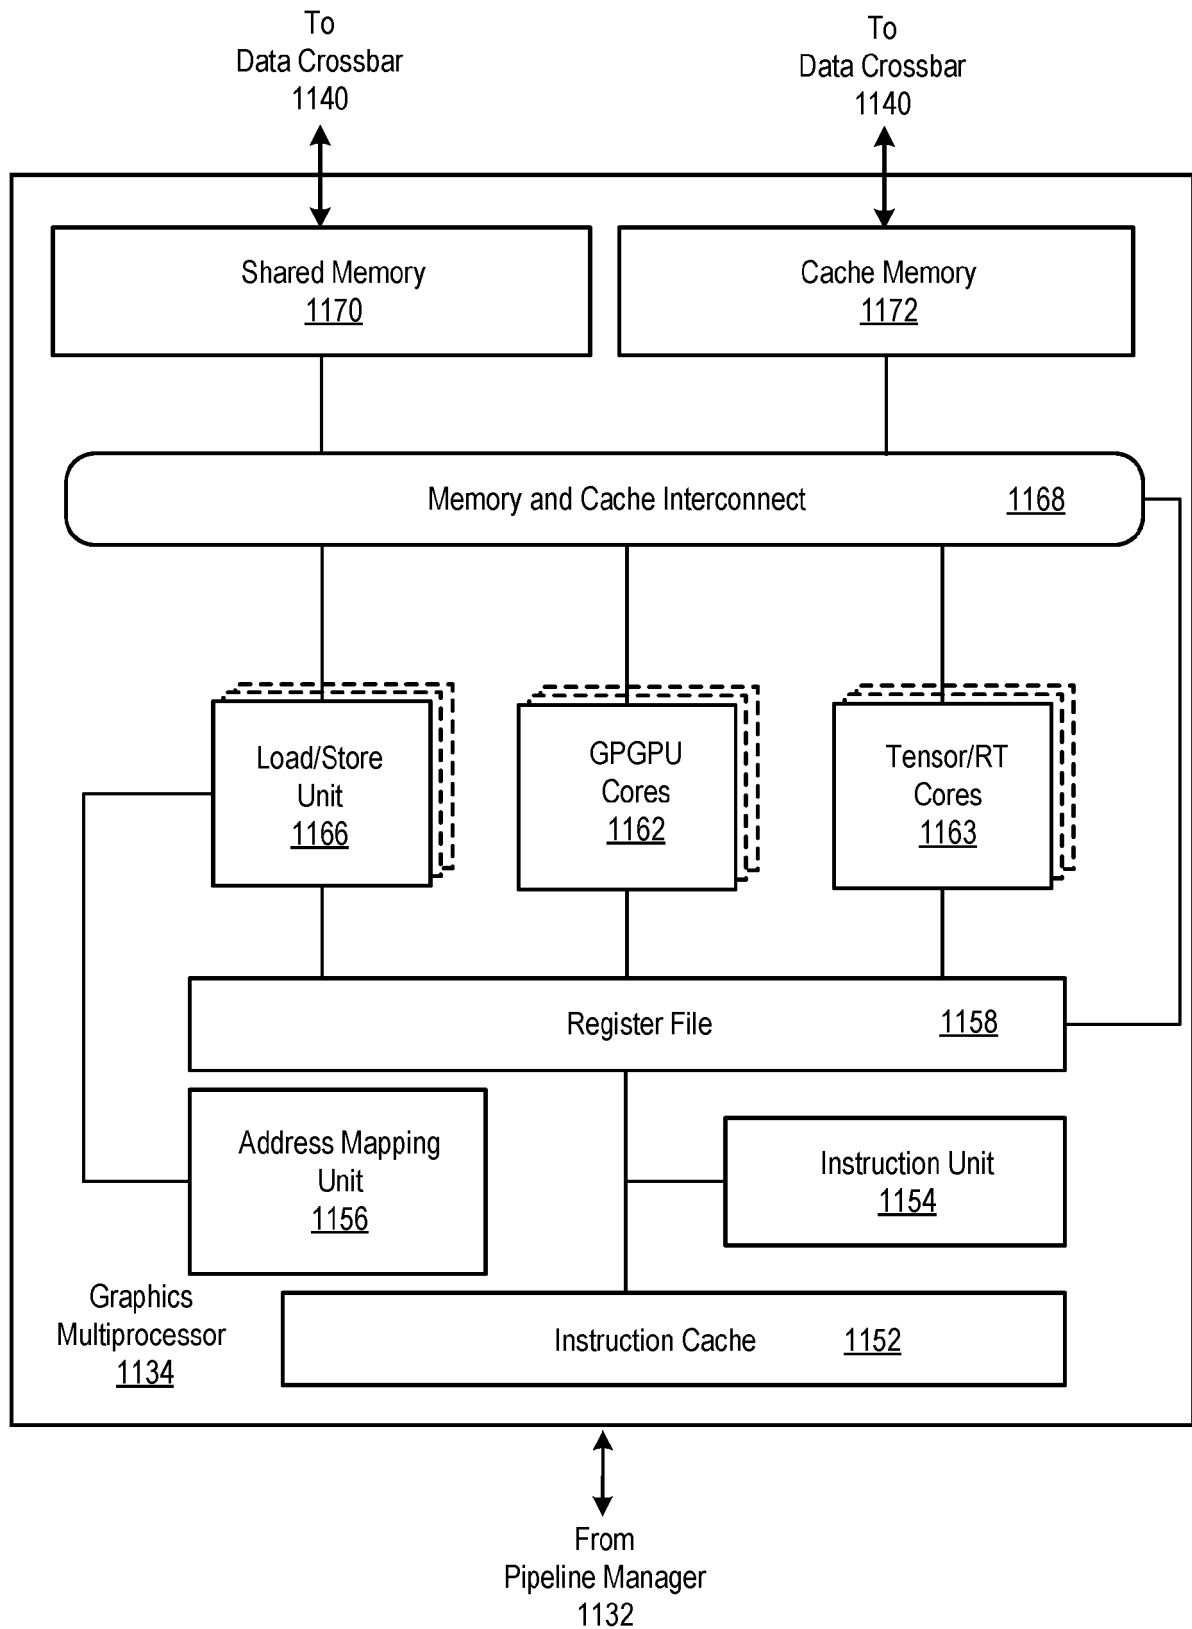 To
Data Crossbar
1140
To
Data Crossbar
1140
Shared Memory
1170
Cache Memory
1172
Memory and Cache Interconnect 1168
Load/Store
Unit
1166
GPGPU
Cores
1162
Tensor/RT
Cores
1163
Register File 1158
Address Mapping
Unit
1156
Instruction Unit
1154
Graphics
Multiprocessor
1134
Instruction Cache 1152
From
Pipeline Manager
1132